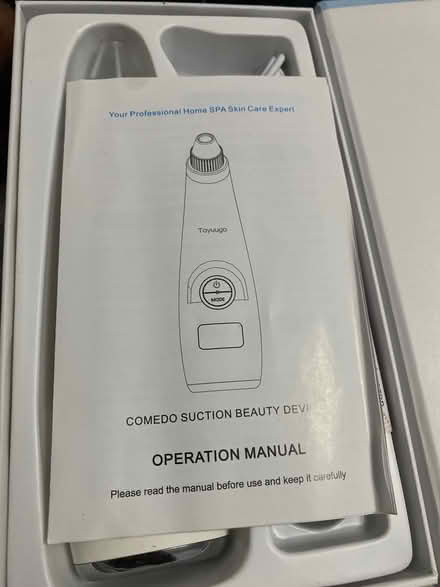 Your Professional Home SPA Skin Care Expert
Tayuugo
MODE
COMEDO SUCTION BEAUTY DEVI
OPERATION MANUAL
Please read the manual before use and keep it carefully